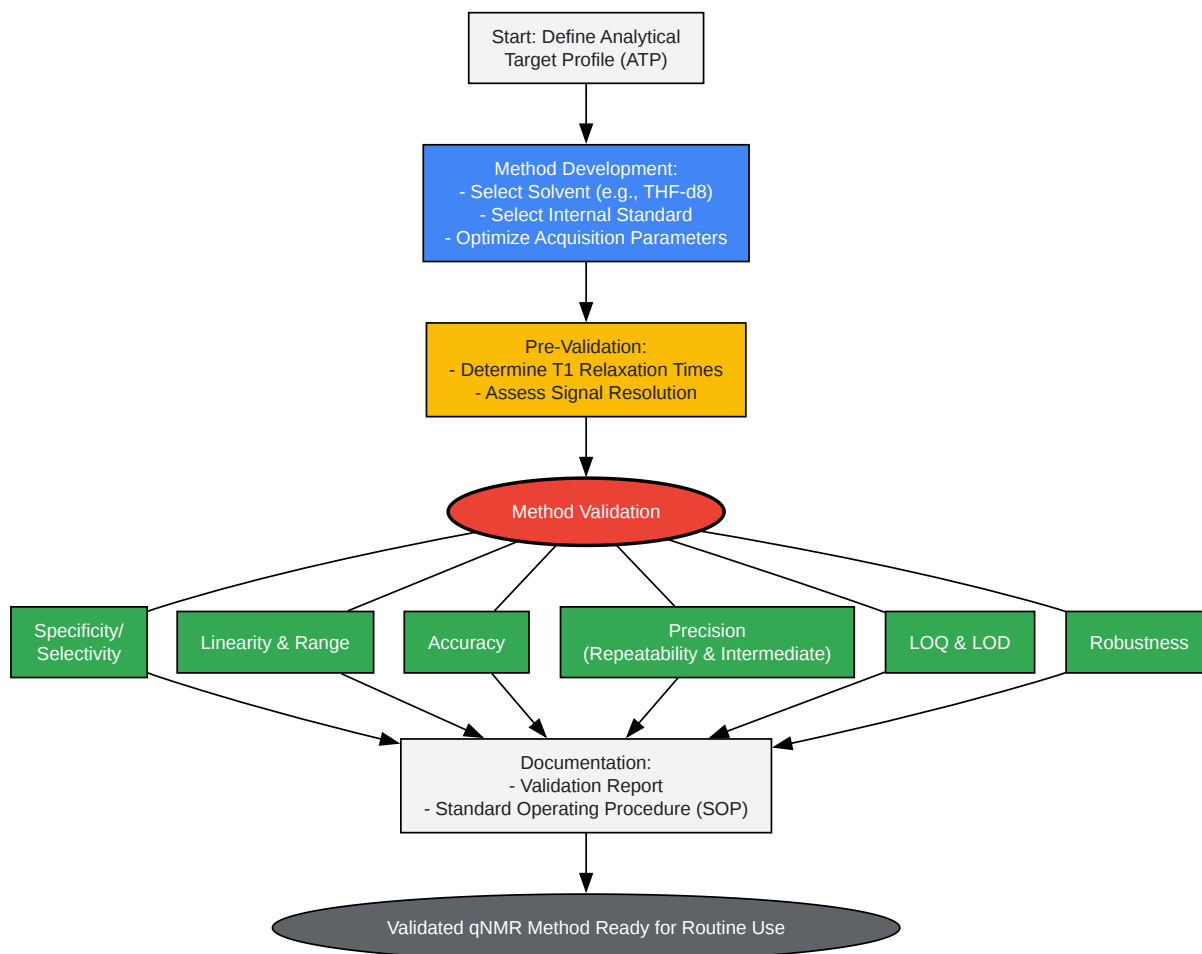 Start: Define Analytical
Target Profile (ATP)
Method Development:
- Select Solvent (e.g., THF-d8)
- Select Internal Standard
- Optimize Acquisition Parameters
Pre-Validation:
- Determine T1 Relaxation Times
- Assess Signal Resolution
Method Validation
Specificity/
Selectivity
Linearity & Range
Accuracy
Precision
(Repeatability & Intermediate)
LOQ & LOD
Robustness
Documentation:
- Validation Report
- Standard Operating Procedure (SOP)
Validated qNMR Method Ready for Routine Use